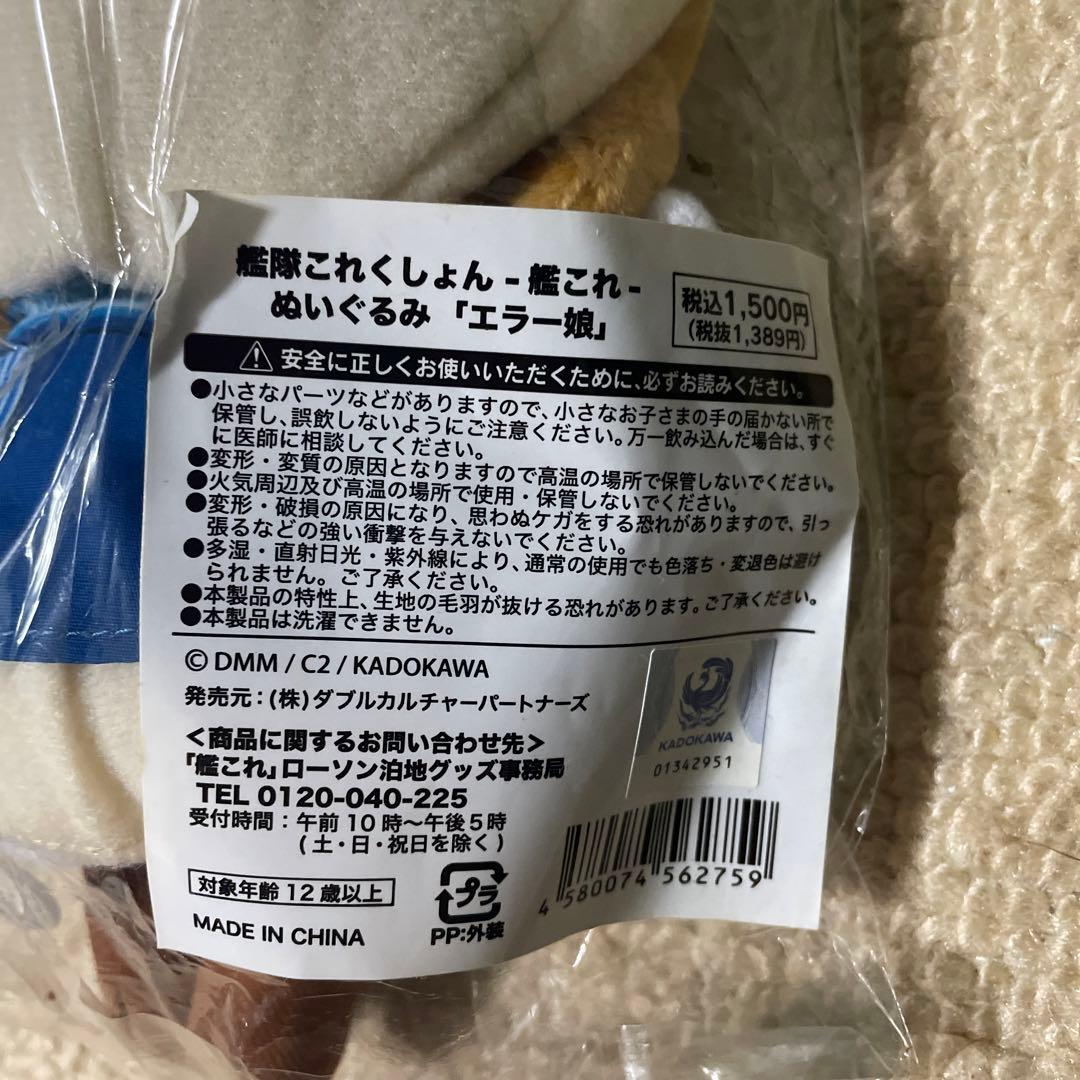 艦隊これくしょん - 艦これ -
ぬいぐるみ 「エラー娘」
税込1,500円
(税抜1,389円)
安全に正しくお使いいただくために、必ずお読みください。
●小さなパーツなどがありますので、小さなお子さまの手の届かない所で
保管し、誤飲しないようにご注意ください。万一飲み込んだ場合は、すぐ
に医師に相談してください。
●変形・変質の原因となりますので高温の場所で保管しないでください。
●火気周辺及び高温の場所で使用・保管しないでください。
●変形・破損の原因になり、思わぬケガをする恐れがありますので、引っ
張るなどの強い衝撃を与えないでください。
●多湿・直射日光・紫外線により、通常の使用でも色落ち・変退色は避け
られません。ご了承ください。
●本製品の特性上、生地の毛羽が抜ける恐れがあります。ご了承ください。
●本製品は洗濯できません。
© DMM / C2 / KADOKAWA
発売元：(株)ダブルカルチャーパートナーズ
＜商品に関するお問い合わせ先＞
「艦これ」ローソン泊地グッズ事務局
TEL 0120-040-225
受付時間：午前10時～午後5時
(土・日・祝日を除く)
KADOKAWA
01342951
対象年齢12歳以上
MADE IN CHINA
プラ
PP:外装
4 580074 562759